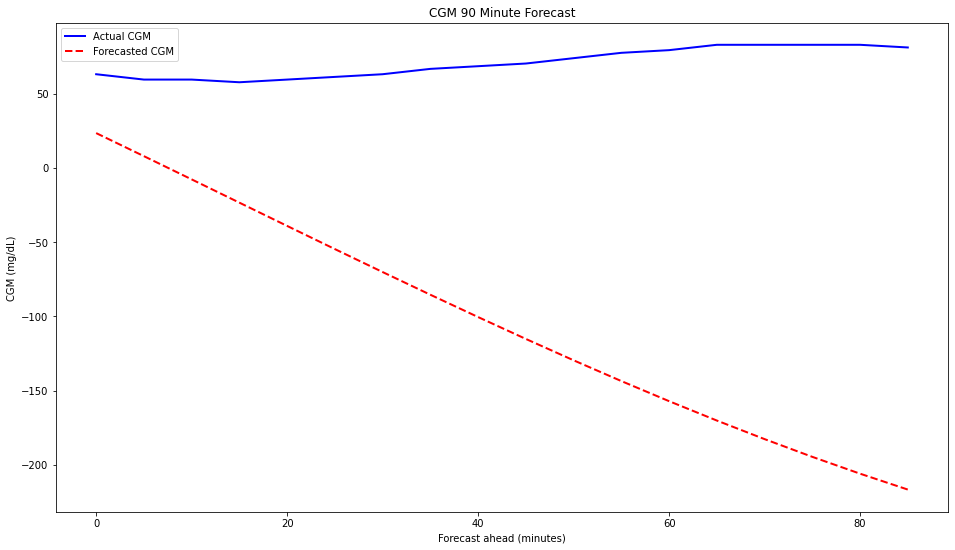 CGM 90 Minute Forecast
Actual CGM
Forecasted CGM
CGM (mg/dL)
50
0
−50
−100
−150
−200
0 20 40 60 80
Forecast ahead (minutes)